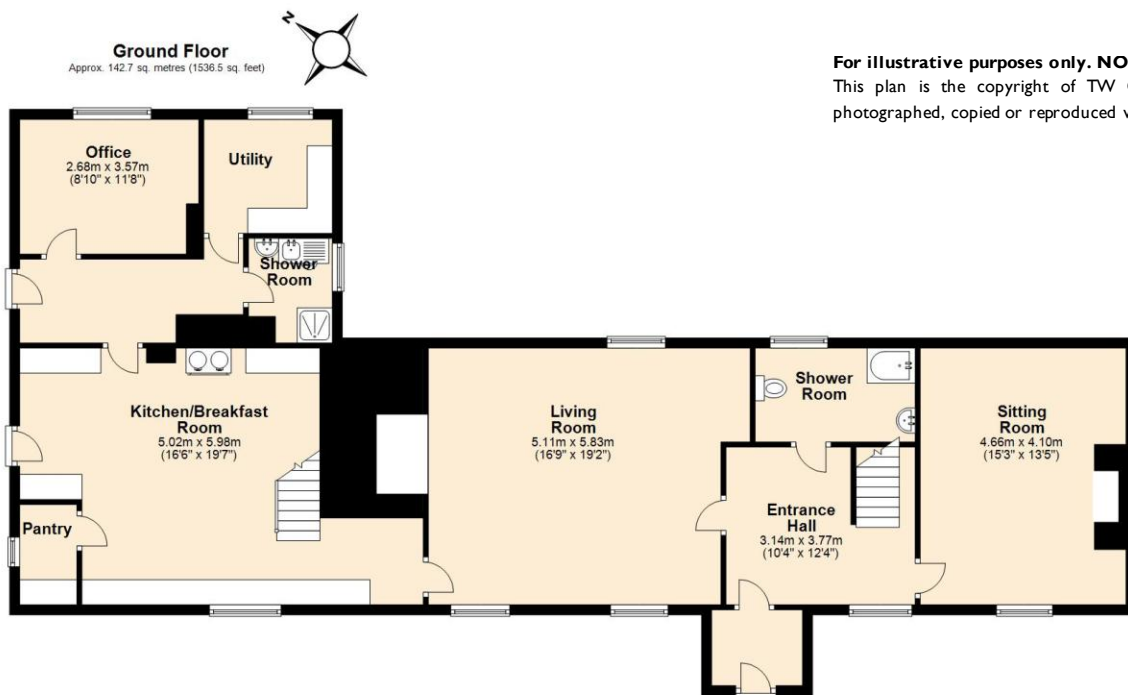 Ground Floor
Approx. 142.7 sq. metres (1536.5 sq. feet)
N
For illustrative purposes only. NO
This plan is the copyright of TW
photographed, copied or reproduced
Office
2.68m x 3.57m
(8'10" x 11'8")
Utility
Shower
Room
Kitchen/Breakfast
Room
5.02m x 5.98m
(16'6" x 19'7")
Living
Room
5.11m x 5.83m
(16'9" x 19'2")
Shower
Room
Sitting
Room
4.66m x 4.10m
(15'3" x 13'5")
Entrance
Hall
3.14m x 3.77m
(10'4" x 12'4")
Pantry